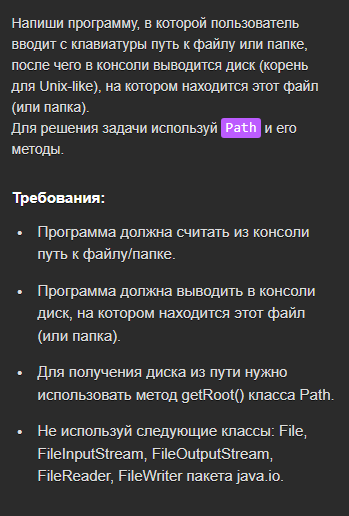 Напиши программу, в которой пользователь
вводит с клавиатуры путь к файлу или папке,
после чего в консоли выводится диск (корень
для Unix-like), на котором находится этот файл
(или папка).
Для решения задачи используй Path и его
методы.
Требования:
• Программа должна считать из консоли
путь к файлу/папке.
• Программа должна выводить в консоли
диск, на котором находится этот файл
(или папка).
• Для получения диска из пути нужно
использовать метод getRoot() класса Path.
• Не используй следующие классы: File,
FileInputStream, FileOutputStream,
FileReader, FileWriter пакета java.io.